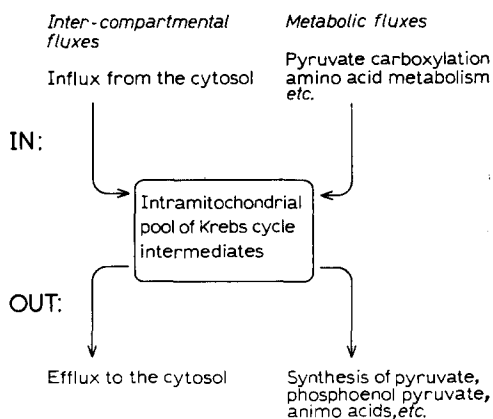 Inter-compartmental
fluxes
Influx from the cytosol
Metabolic fluxes
Pyruvate carboxylation
amino acid metabolism
etc.
IN:
Intramitochondrial
pool of Krebs cycle
intermediates
OUT:
Efflux to the cytosol
Synthesis of pyruvate,
phosphoenol pyruvate,
animo acids,etc.